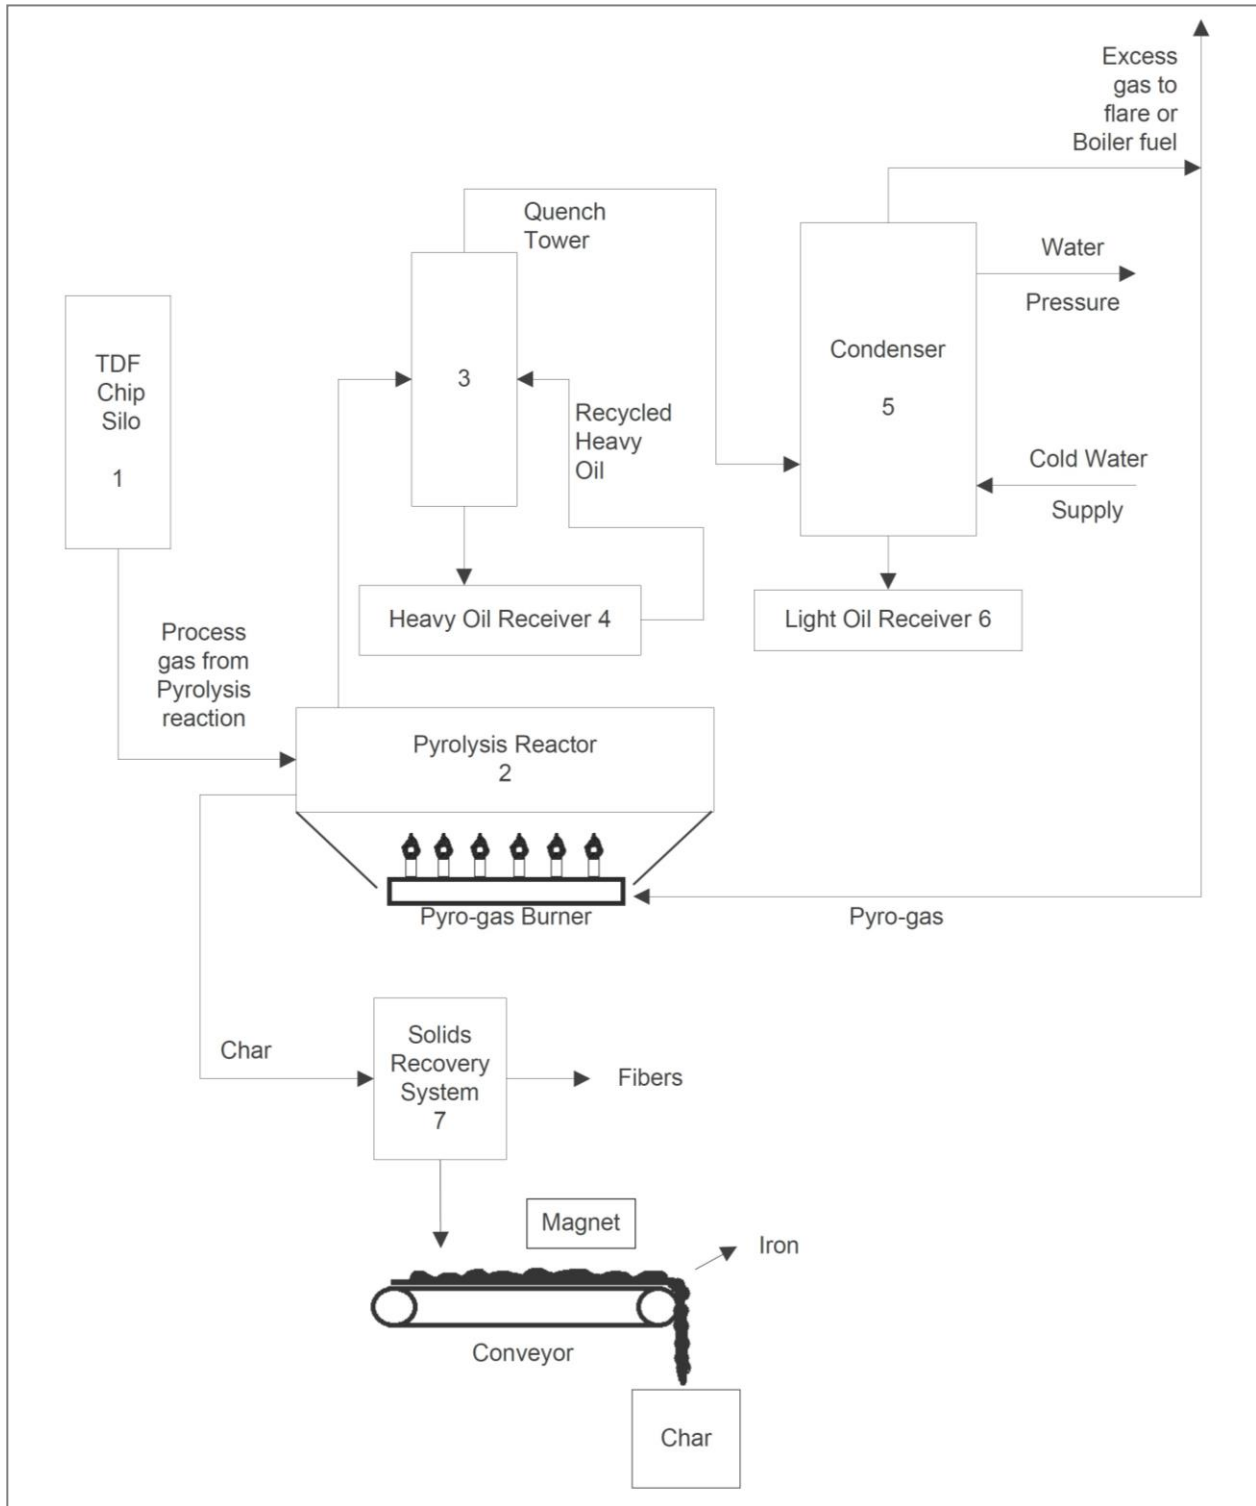 Excess
gas to
flare or
Boiler fuel
Quench
Tower
Water
Pressure
TDF
Chip
Silo
1
3
Condenser
5
Recycled
Heavy
Oil
Cold Water
Supply
Heavy Oil Receiver 4
Light Oil Receiver 6
Process
gas from
Pyrolysis
reaction
Pyrolysis Reactor
2
Pyro-gas Burner
Pyro-gas
Char
Solids
Recovery
System
7
Fibers
Magnet
Iron
Conveyor
Char